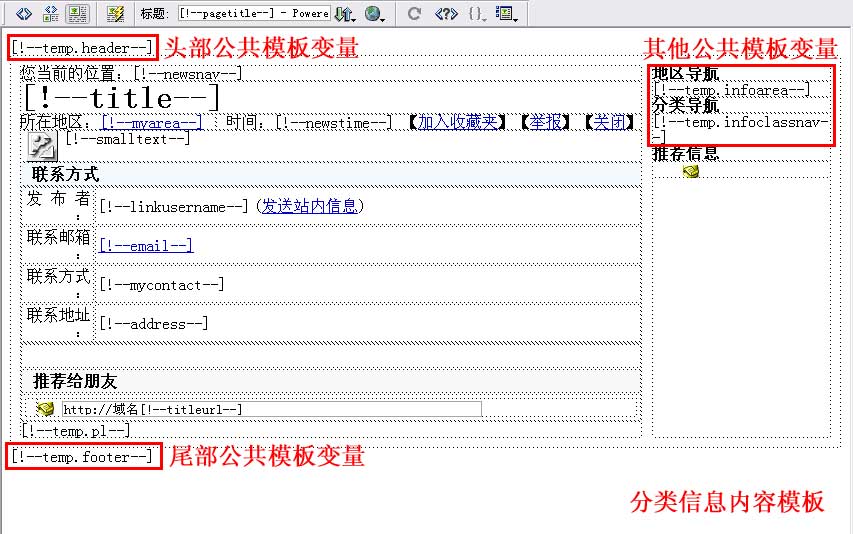 标题: [!--pagetitle--] - Powere
[!--temp.header--] 头部公共模板变量
其他公共模板变量
您当前的位置：[!--newsnav--]
[!--title--]
所在地区：[!--myarea--] 时间：[!--newstime--] 【加入收藏夹】【举报】【关闭】
[!--smalltext--]
联系方式
发 布 者： [!--linkusername--] (发送站内信息)
联系邮箱： [!--email--]
联系方式： [!--mycontact--]
联系地址： [!--address--]
推荐给朋友
http://域名[!--titleurl--]
[!--temp.pl--]
地区导航
[!--temp.infoarea--]
分类导航
[!--temp.infoclassnav--]
推荐信息
[!--temp.footer--] 尾部公共模板变量
分类信息内容模板